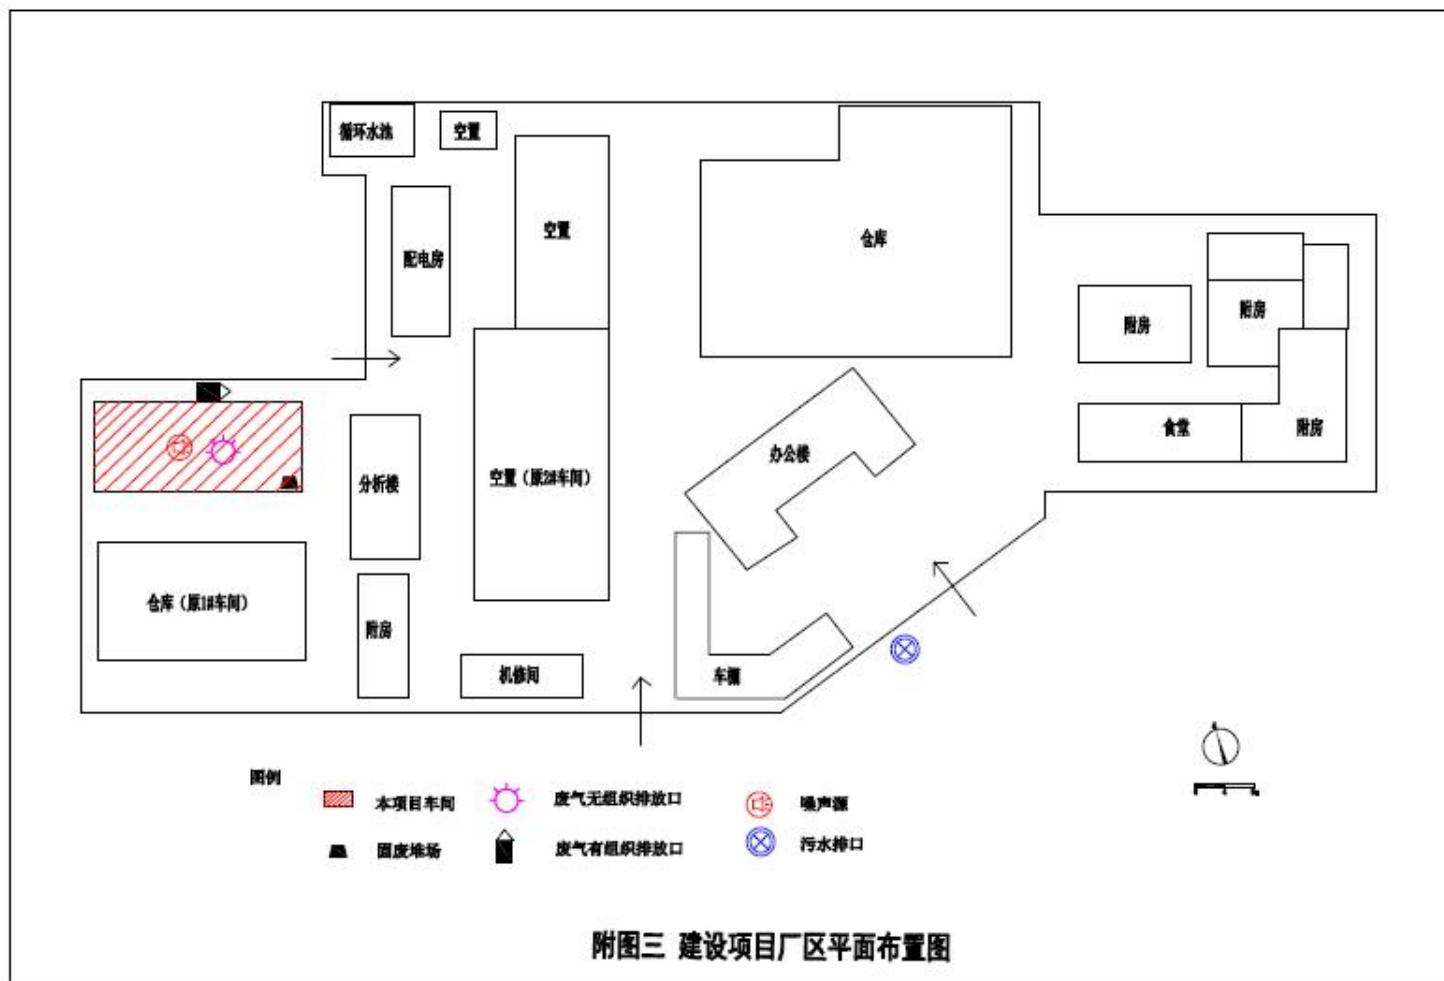 循环水池
空置
空置
配电房
仓库
附房
附房
食堂
附房
办公楼
分析楼
空置（原2#车间）
仓库（原1#车间）
附房
机修间
车棚
图例
本项目车间
废气无组织排放口
噪声源
固废堆场
废气有组织排放口
污水排口
附图三 建设项目厂区平面布置图